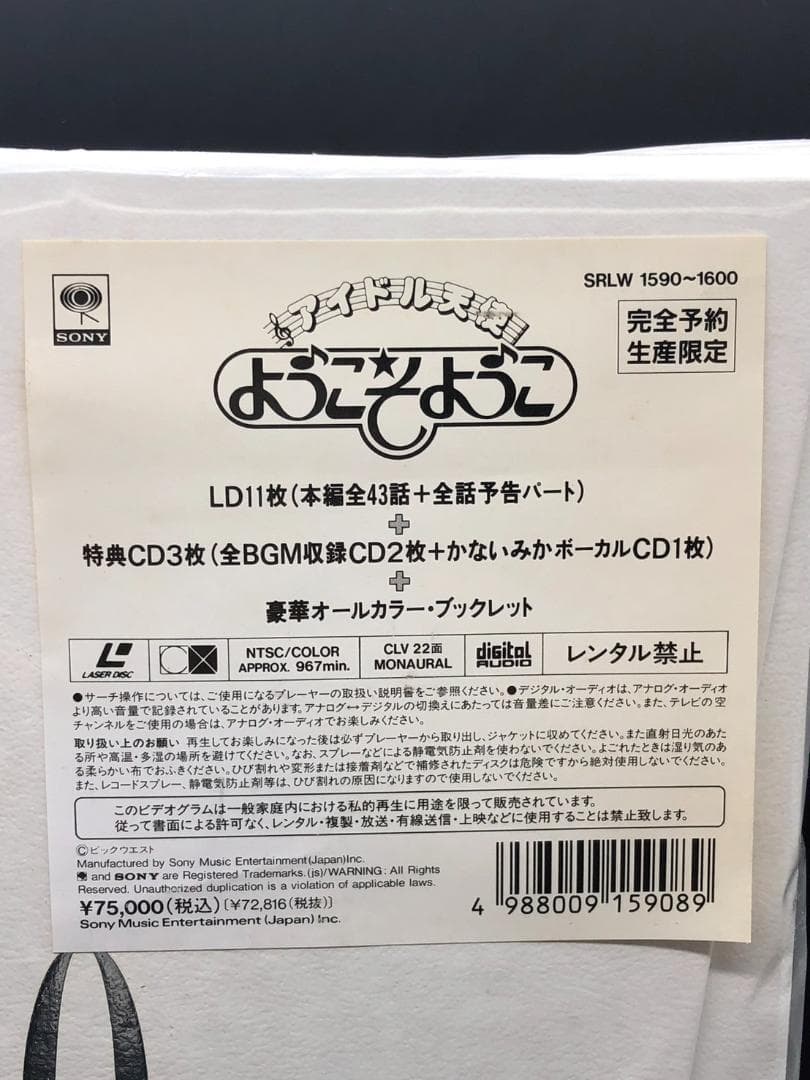 SONY
SRLW 1590〜1600
完全予約
生産限定
アイドル天使
ようこそようこ
LD11枚(本編全43話+全話予告パート)
+
特典CD3枚(全BGM収録CD2枚+かないみかボーカルCD1枚)
+
豪華オールカラー・ブックレット
LASER DISC
NTSC/COLOR
APPROX. 967min.
CLV 22面
MONAURAL
digital
AUDIO
レンタル禁止
●サーチ操作については、ご使用になるプレーヤーの取扱い説明書をご参照ください。●デジタル・オーディオは、アナログ・オーディオ
より高い音量で記録されていることがあります。アナログ↔デジタルの切換えにあたっては音量差にご注意ください。また、テレビの空
チャンネルをご使用の場合は、アナログ・オーディオでお楽しみください。
取り扱い上のお願い 再生してお楽しみになった後は必ずプレーヤーから取り出し、ジャケットに収めてください。また直射日光のあた
る所や高温・多湿の場所を避けてください。なお、スプレーなどによる静電気防止剤を使わないでください。よごれたときは湿り気のあ
る柔らかい布でおふきください。ひび割れや変形または接着剤などで補修されたディスクは危険ですから絶対使用しないでください。
また、レコードスプレー、静電気防止剤等は、ひび割れの原因になりますので使用しないでください。
このビデオグラムは一般家庭内における私的再生に用途を限って販売されています。
従って書面による許可なく、レンタル・複製・放送・有線送信・上映などに使用することは禁止致します。
©ビックウエスト
Manufactured by Sony Music Entertainment(Japan)Inc.
and SONY are Registered Trademarks.(js)/WARNING: All Rights
Reserved. Unauthorized duplication is a violation of applicable laws.
¥75,000(税込)〔¥72,816(税抜)〕
Sony Music Entertainment (Japan) Inc.
4 988009 159089